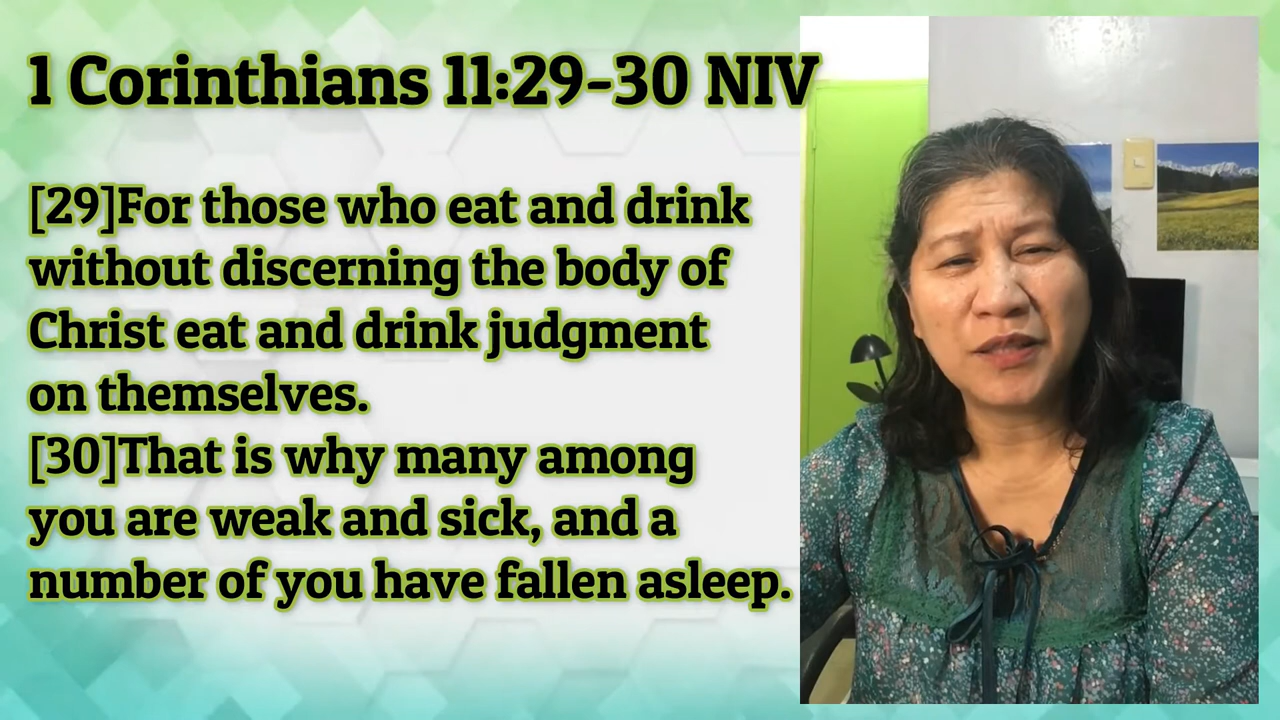 1 Corinthians 11:29-30 NIV
[29]For those who eat and drink
without discerning the body of
Christ eat and drink judgment
on themselves.
[30]That is why many among
you are weak and sick, and a
number of you have fallen asleep.